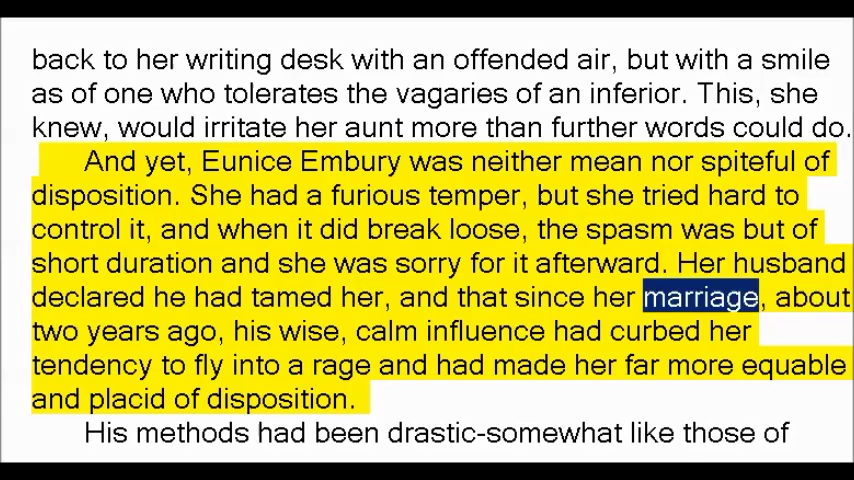 back to her writing desk with an offended air, but with a smile
as of one who tolerates the vagaries of an inferior. This, she
knew, would irritate her aunt more than further words could do.
And yet, Eunice Embury was neither mean nor spiteful of
disposition. She had a furious temper, but she tried hard to
control it, and when it did break loose, the spasm was but of
short duration and she was sorry for it afterward. Her husband
declared he had tamed her, and that since her marriage, about
two years ago, his wise, calm influence had curbed her
tendency to fly into a rage and had made her far more equable
and placid of disposition.
His methods had been drastic-somewhat like those of